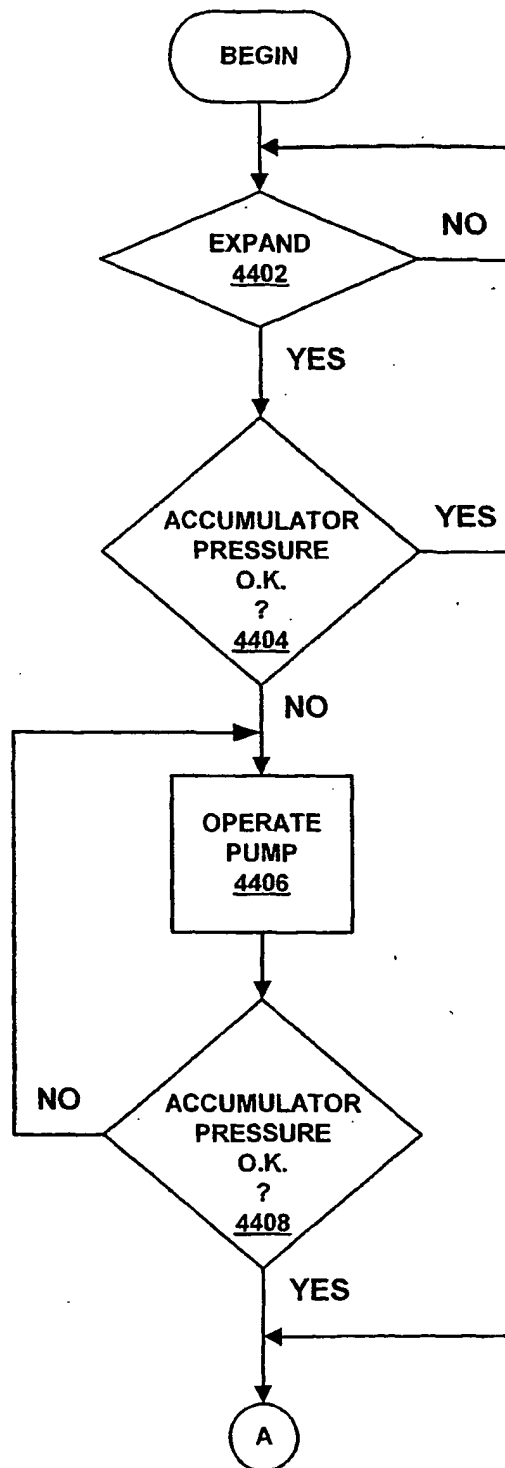 BEGIN
EXPAND
4402
NO
YES
ACCUMULATOR
PRESSURE
O.K.
?
4404
YES
NO
OPERATE
PUMP
4406
NO
ACCUMULATOR
PRESSURE
O.K.
?
4408
YES
A